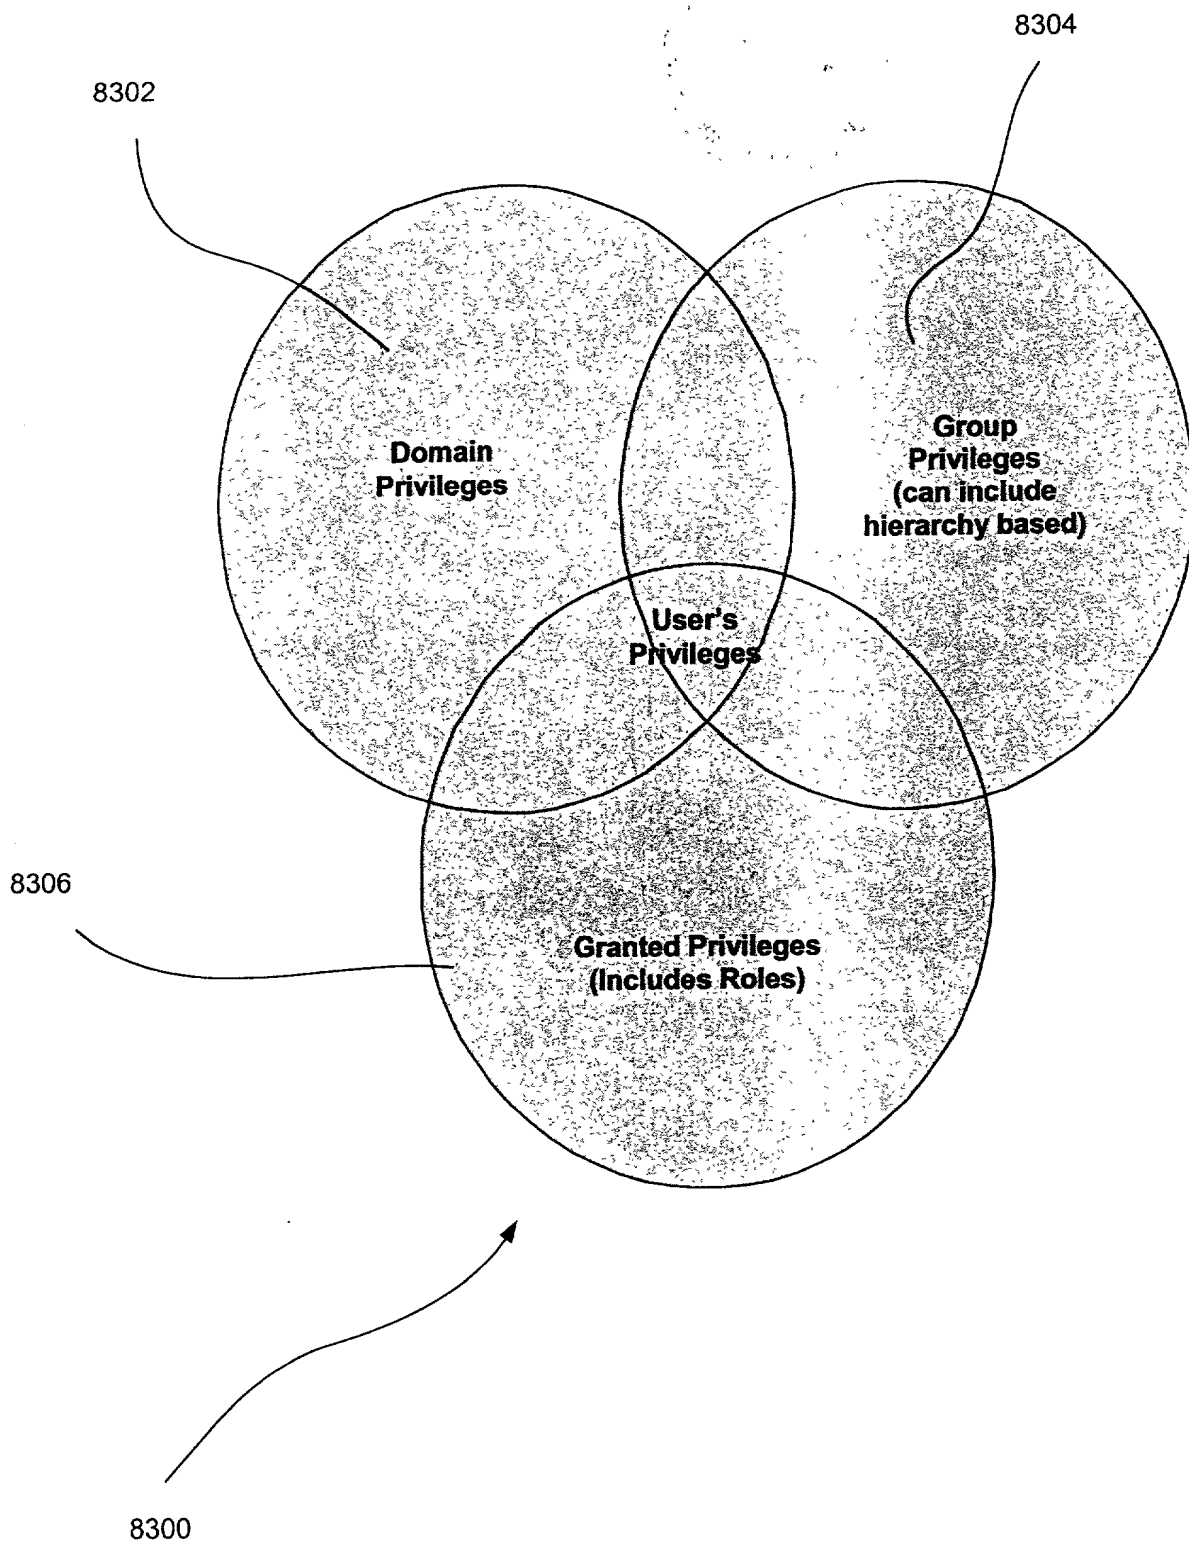 8304
8302
Domain
Privileges
Group
Privileges
(can include
hierarchy based)
User's
Privileges
8306
Granted Privileges
(Includes Roles)
8300